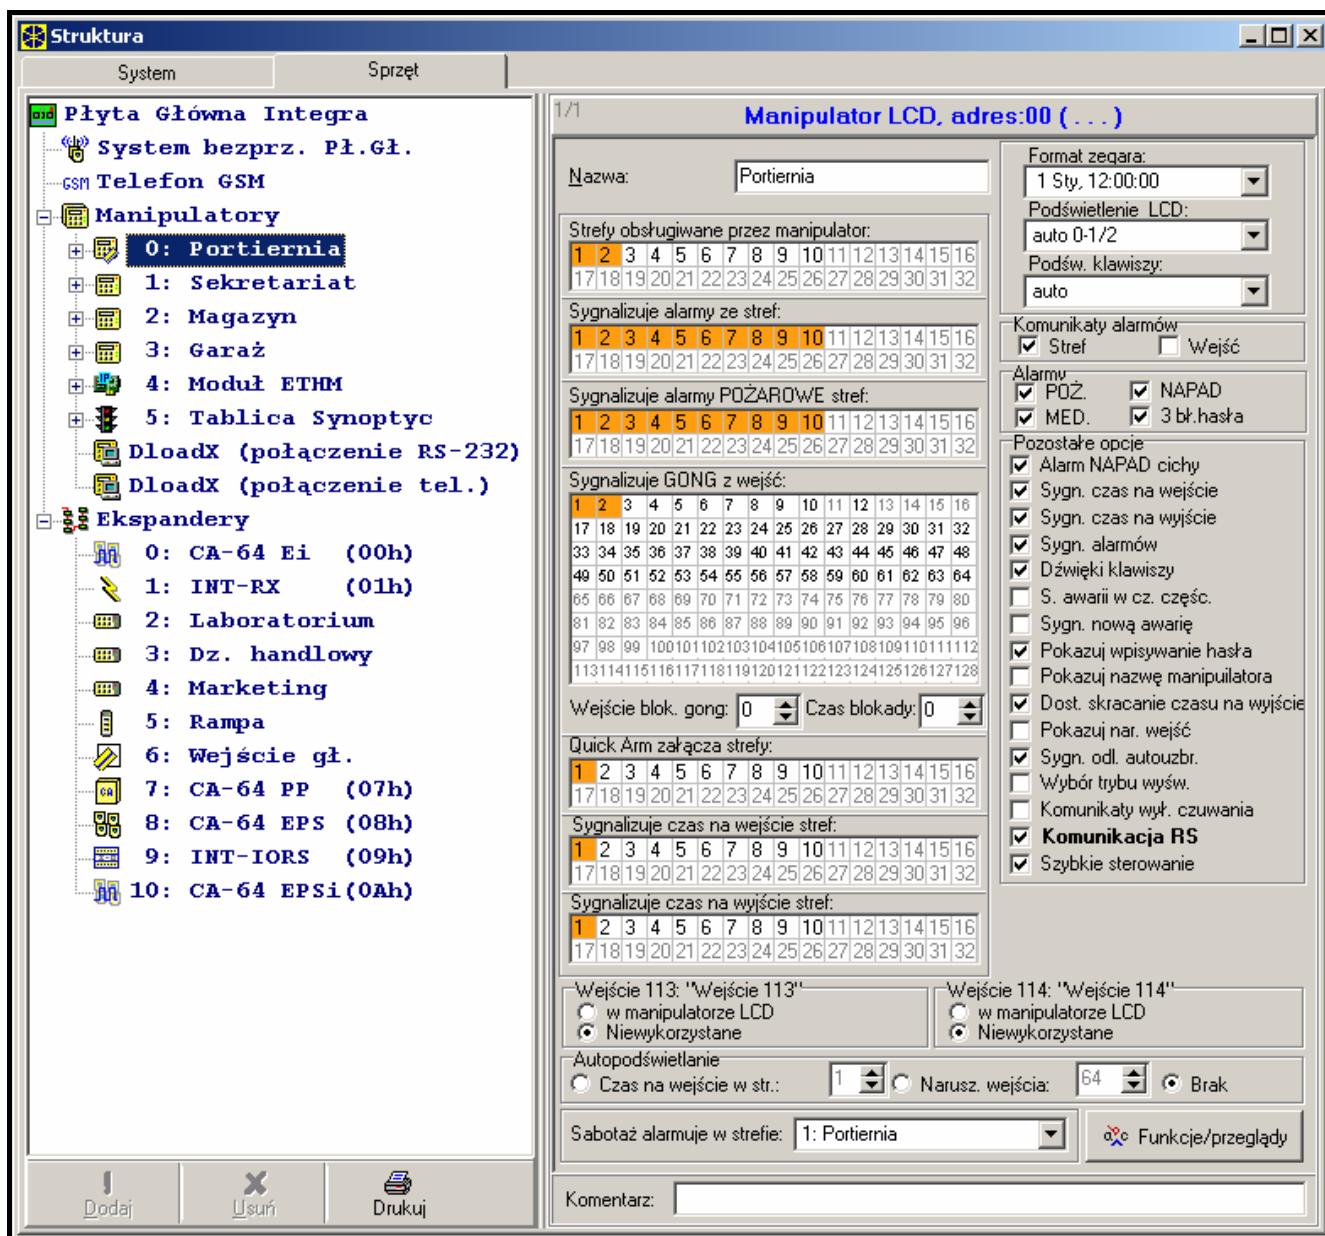 Struktura
System
Sprzęt
Płyta Główna Integra
System bezprz. Pł.Gł.
GSM Telefon GSM
Manipulatory
0: Portiernia
1: Sekretariat
2: Magazyn
3: Garaż
4: Moduł ETHM
5: Tablica Synoptyc
DloadX (połączenie RS-232)
DloadX (połączenie tel.)
Ekspandery
0: CA-64 Ei (00h)
1: INT-RX (01h)
2: Laboratorium
3: Dz. handlowy
4: Marketing
5: Rampa
6: Wejście gł.
7: CA-64 PP (07h)
8: CA-64 EPS (08h)
9: INT-IORS (09h)
10: CA-64 EPSi(0Ah)
Dodaj
Usuń
Drukuj
1/1
Manipulator LCD, adres:00 ( . . . )
Nazwa: Portiernia
Strefy obsługiwane przez manipulator:
1 2 3 4 5 6 7 8 9 10 11 12 13 14 15 16
17 18 19 20 21 22 23 24 25 26 27 28 29 30 31 32
Sygnalizuje alarmy ze stref:
1 2 3 4 5 6 7 8 9 10 11 12 13 14 15 16
17 18 19 20 21 22 23 24 25 26 27 28 29 30 31 32
Sygnalizuje alarmy POŻAROWE stref:
1 2 3 4 5 6 7 8 9 10 11 12 13 14 15 16
17 18 19 20 21 22 23 24 25 26 27 28 29 30 31 32
Sygnalizuje GONG z wejść:
1 2 3 4 5 6 7 8 9 10 11 12 13 14 15 16
17 18 19 20 21 22 23 24 25 26 27 28 29 30 31 32
33 34 35 36 37 38 39 40 41 42 43 44 45 46 47 48
49 50 51 52 53 54 55 56 57 58 59 60 61 62 63 64
65 66 67 68 69 70 71 72 73 74 75 76 77 78 79 80
81 82 83 84 85 86 87 88 89 90 91 92 93 94 95 96
97 98 99 100 101 102 103 104 105 106 107 108 109 110 111 112
113 114 115 116 117 118 119 120 121 122 123 124 125 126 127 128
Wejście blok. gong: 0 Czas blokady: 0
Quick Arm załącza strefy:
1 2 3 4 5 6 7 8 9 10 11 12 13 14 15 16
17 18 19 20 21 22 23 24 25 26 27 28 29 30 31 32
Sygnalizuje czas na wejście stref:
1 2 3 4 5 6 7 8 9 10 11 12 13 14 15 16
17 18 19 20 21 22 23 24 25 26 27 28 29 30 31 32
Sygnalizuje czas na wyjście stref:
1 2 3 4 5 6 7 8 9 10 11 12 13 14 15 16
17 18 19 20 21 22 23 24 25 26 27 28 29 30 31 32
Format zegara:
1 Sty, 12:00:00
Podświetlenie LCD:
auto 0-1/2
Podśw. klawiszy:
auto
Komunikaty alarmów
Stref Wejść
Alarmy
POŻ. NAPAD
MED. 3 bł.hasła
Pozostałe opcje
Alarm NAPAD cichy
Sygn. czas na wejście
Sygn. czas na wyjście
Sygn. alarmów
Dźwięki klawiszy
S. awarii w cz. częśc.
Sygn. nową awarię
Pokazuj wpisywanie hasła
Pokazuj nazwę manipuilatora
Dost. skracanie czasu na wyjście
Pokazuj nar. wejść
Sygn. odl. autouzbr.
Wybór trybu wyśw.
Komunikaty wył. czuwania
Komunikacja RS
Szybkie sterowanie
Wejście 113: "Wejście 113"
w manipulatorze LCD
Niewykorzystane
Wejście 114: "Wejście 114"
w manipulatorze LCD
Niewykorzystane
Autopodświetlanie
Czas na wejście w str.: 1 Narusz. wejścia: 64 Brak
Sabotaż alarmuje w strefie: 1: Portiernia
Funkcje/przeglądy
Komentarz: